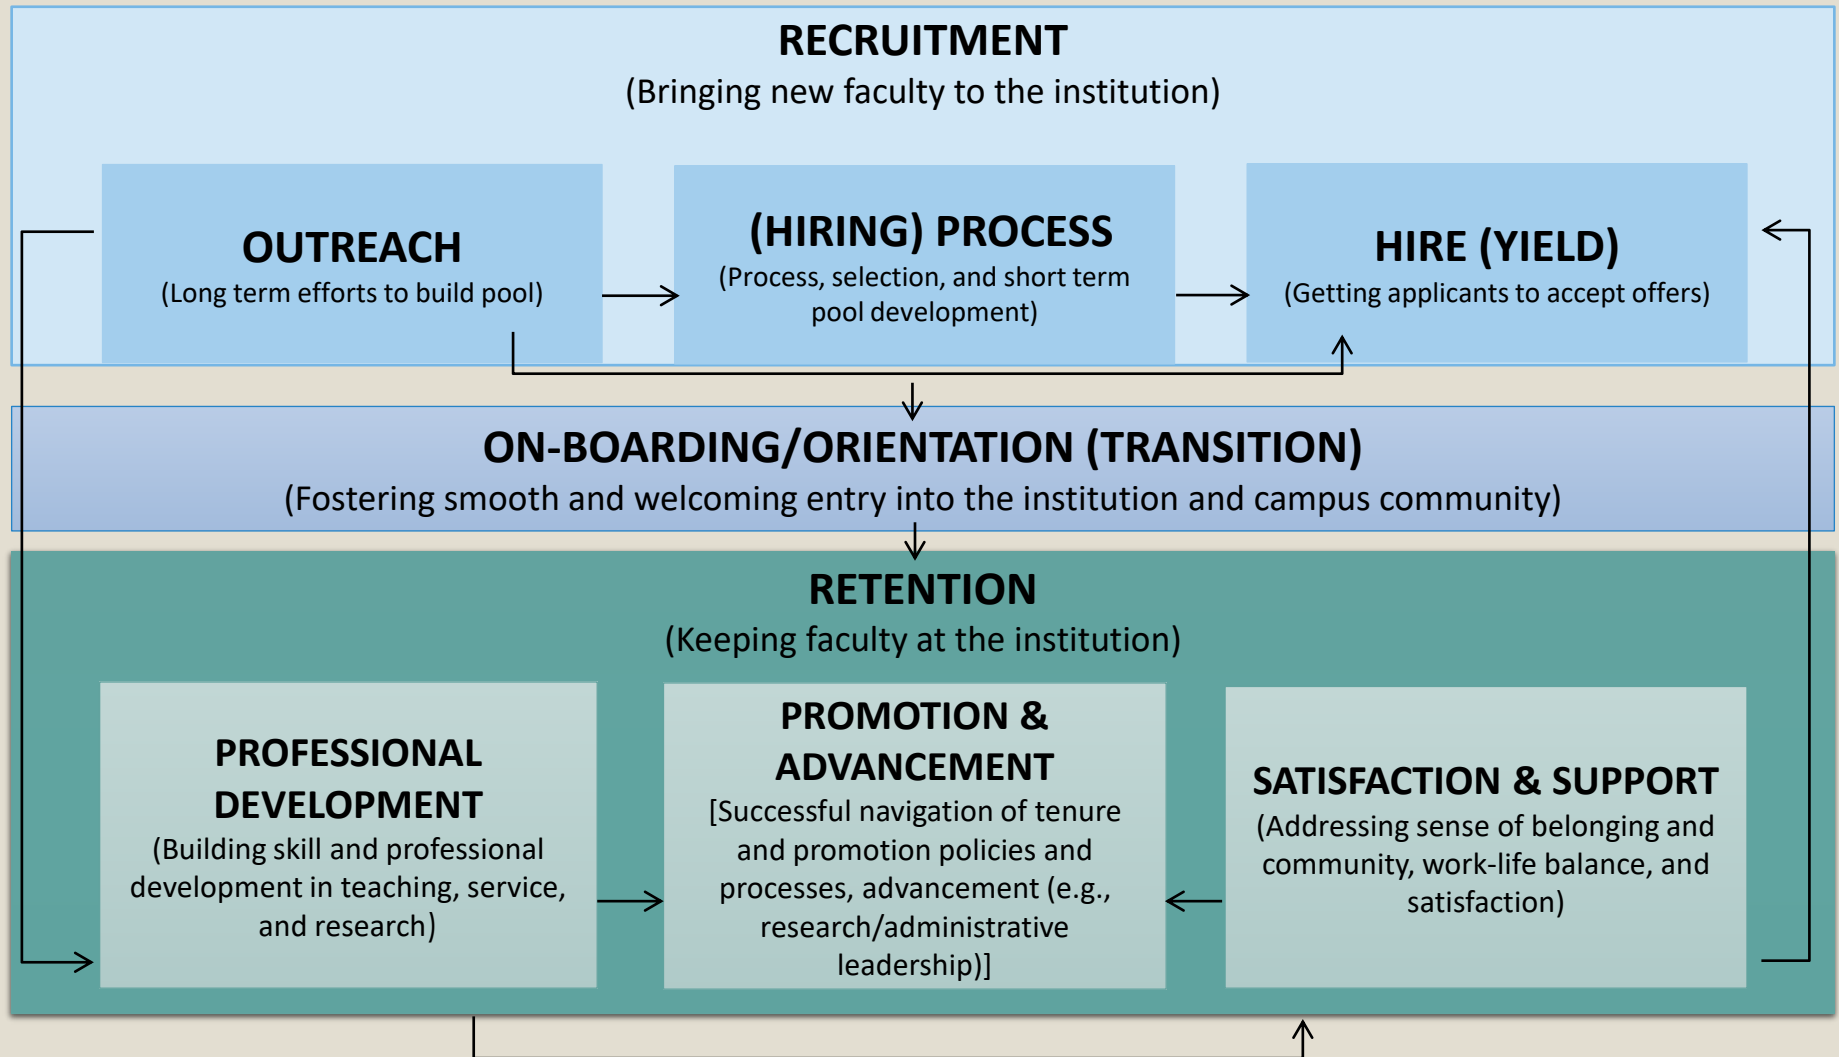 RECRUITMENT
(Bringing new faculty to the institution)
OUTREACH
(Long term efforts to build pool)
(HIRING) PROCESS
(Process, selection, and short term
pool development)
HIRE (YIELD)
(Getting applicants to accept offers)
ON-BOARDING/ORIENTATION (TRANSITION)
(Fostering smooth and welcoming entry into the institution and campus community)
RETENTION
(Keeping faculty at the institution)
PROFESSIONAL
DEVELOPMENT
(Building skill and professional
development in teaching, service,
and research)
PROMOTION &
ADVANCEMENT
[Successful navigation of tenure
and promotion policies and
processes, advancement (e.g.,
research/administrative
leadership)]
SATISFACTION & SUPPORT
(Addressing sense of belonging and
community, work-life balance, and
satisfaction)